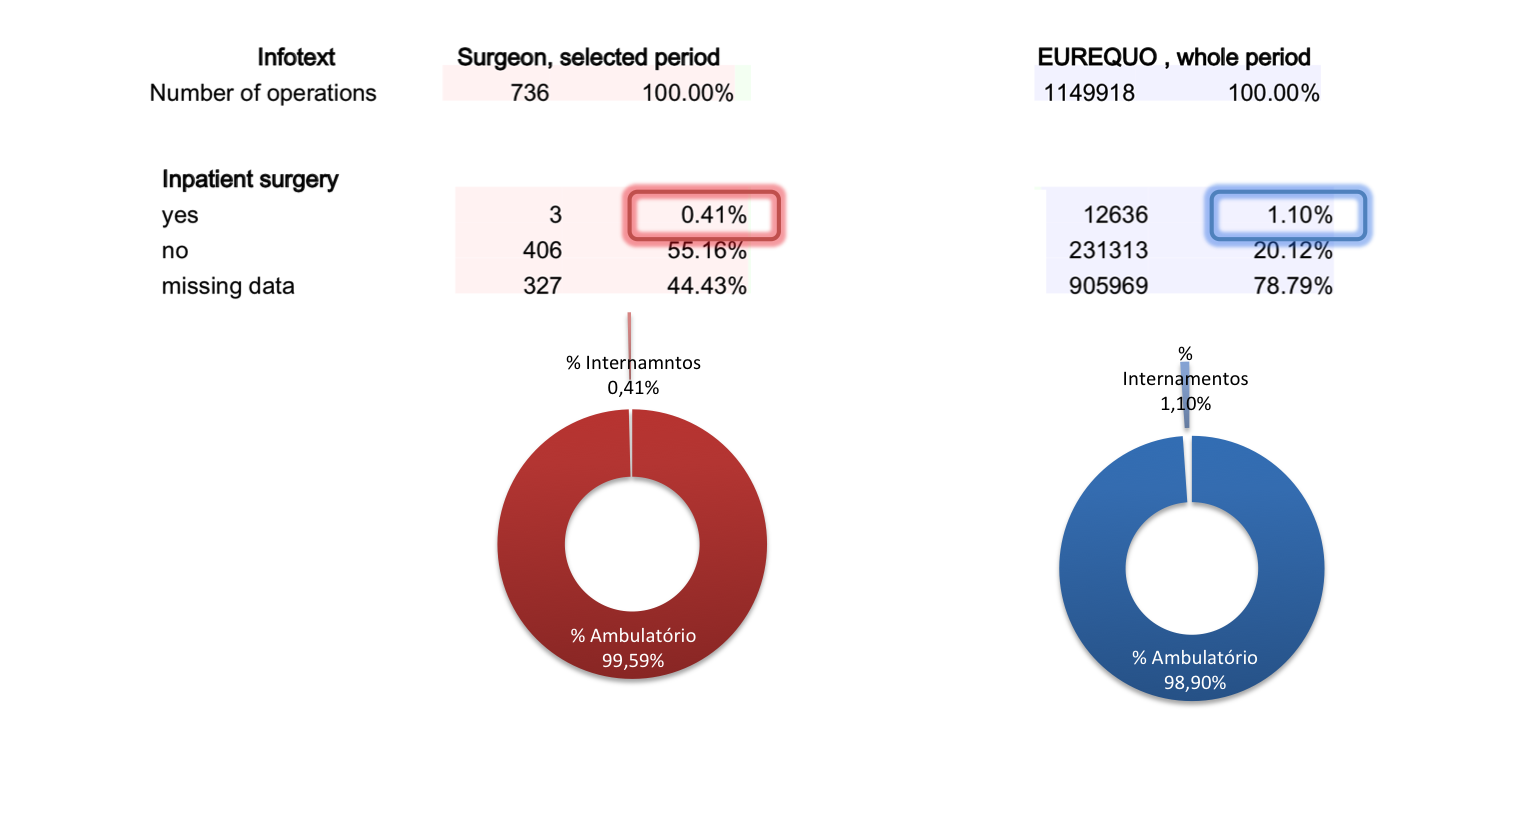 Infotext Surgeon, selected period EUREQUO , whole period
Number of operations 736 100.00% 1149918 100.00%
Inpatient surgery
yes 3 0.41% 12636 1.10%
no 406 55.16% 231313 20.12%
missing data 327 44.43% 905969 78.79%
% Internamntos
0,41%
% Ambulatório
99,59%
%
Internamentos
1,10%
% Ambulatório
98,90%